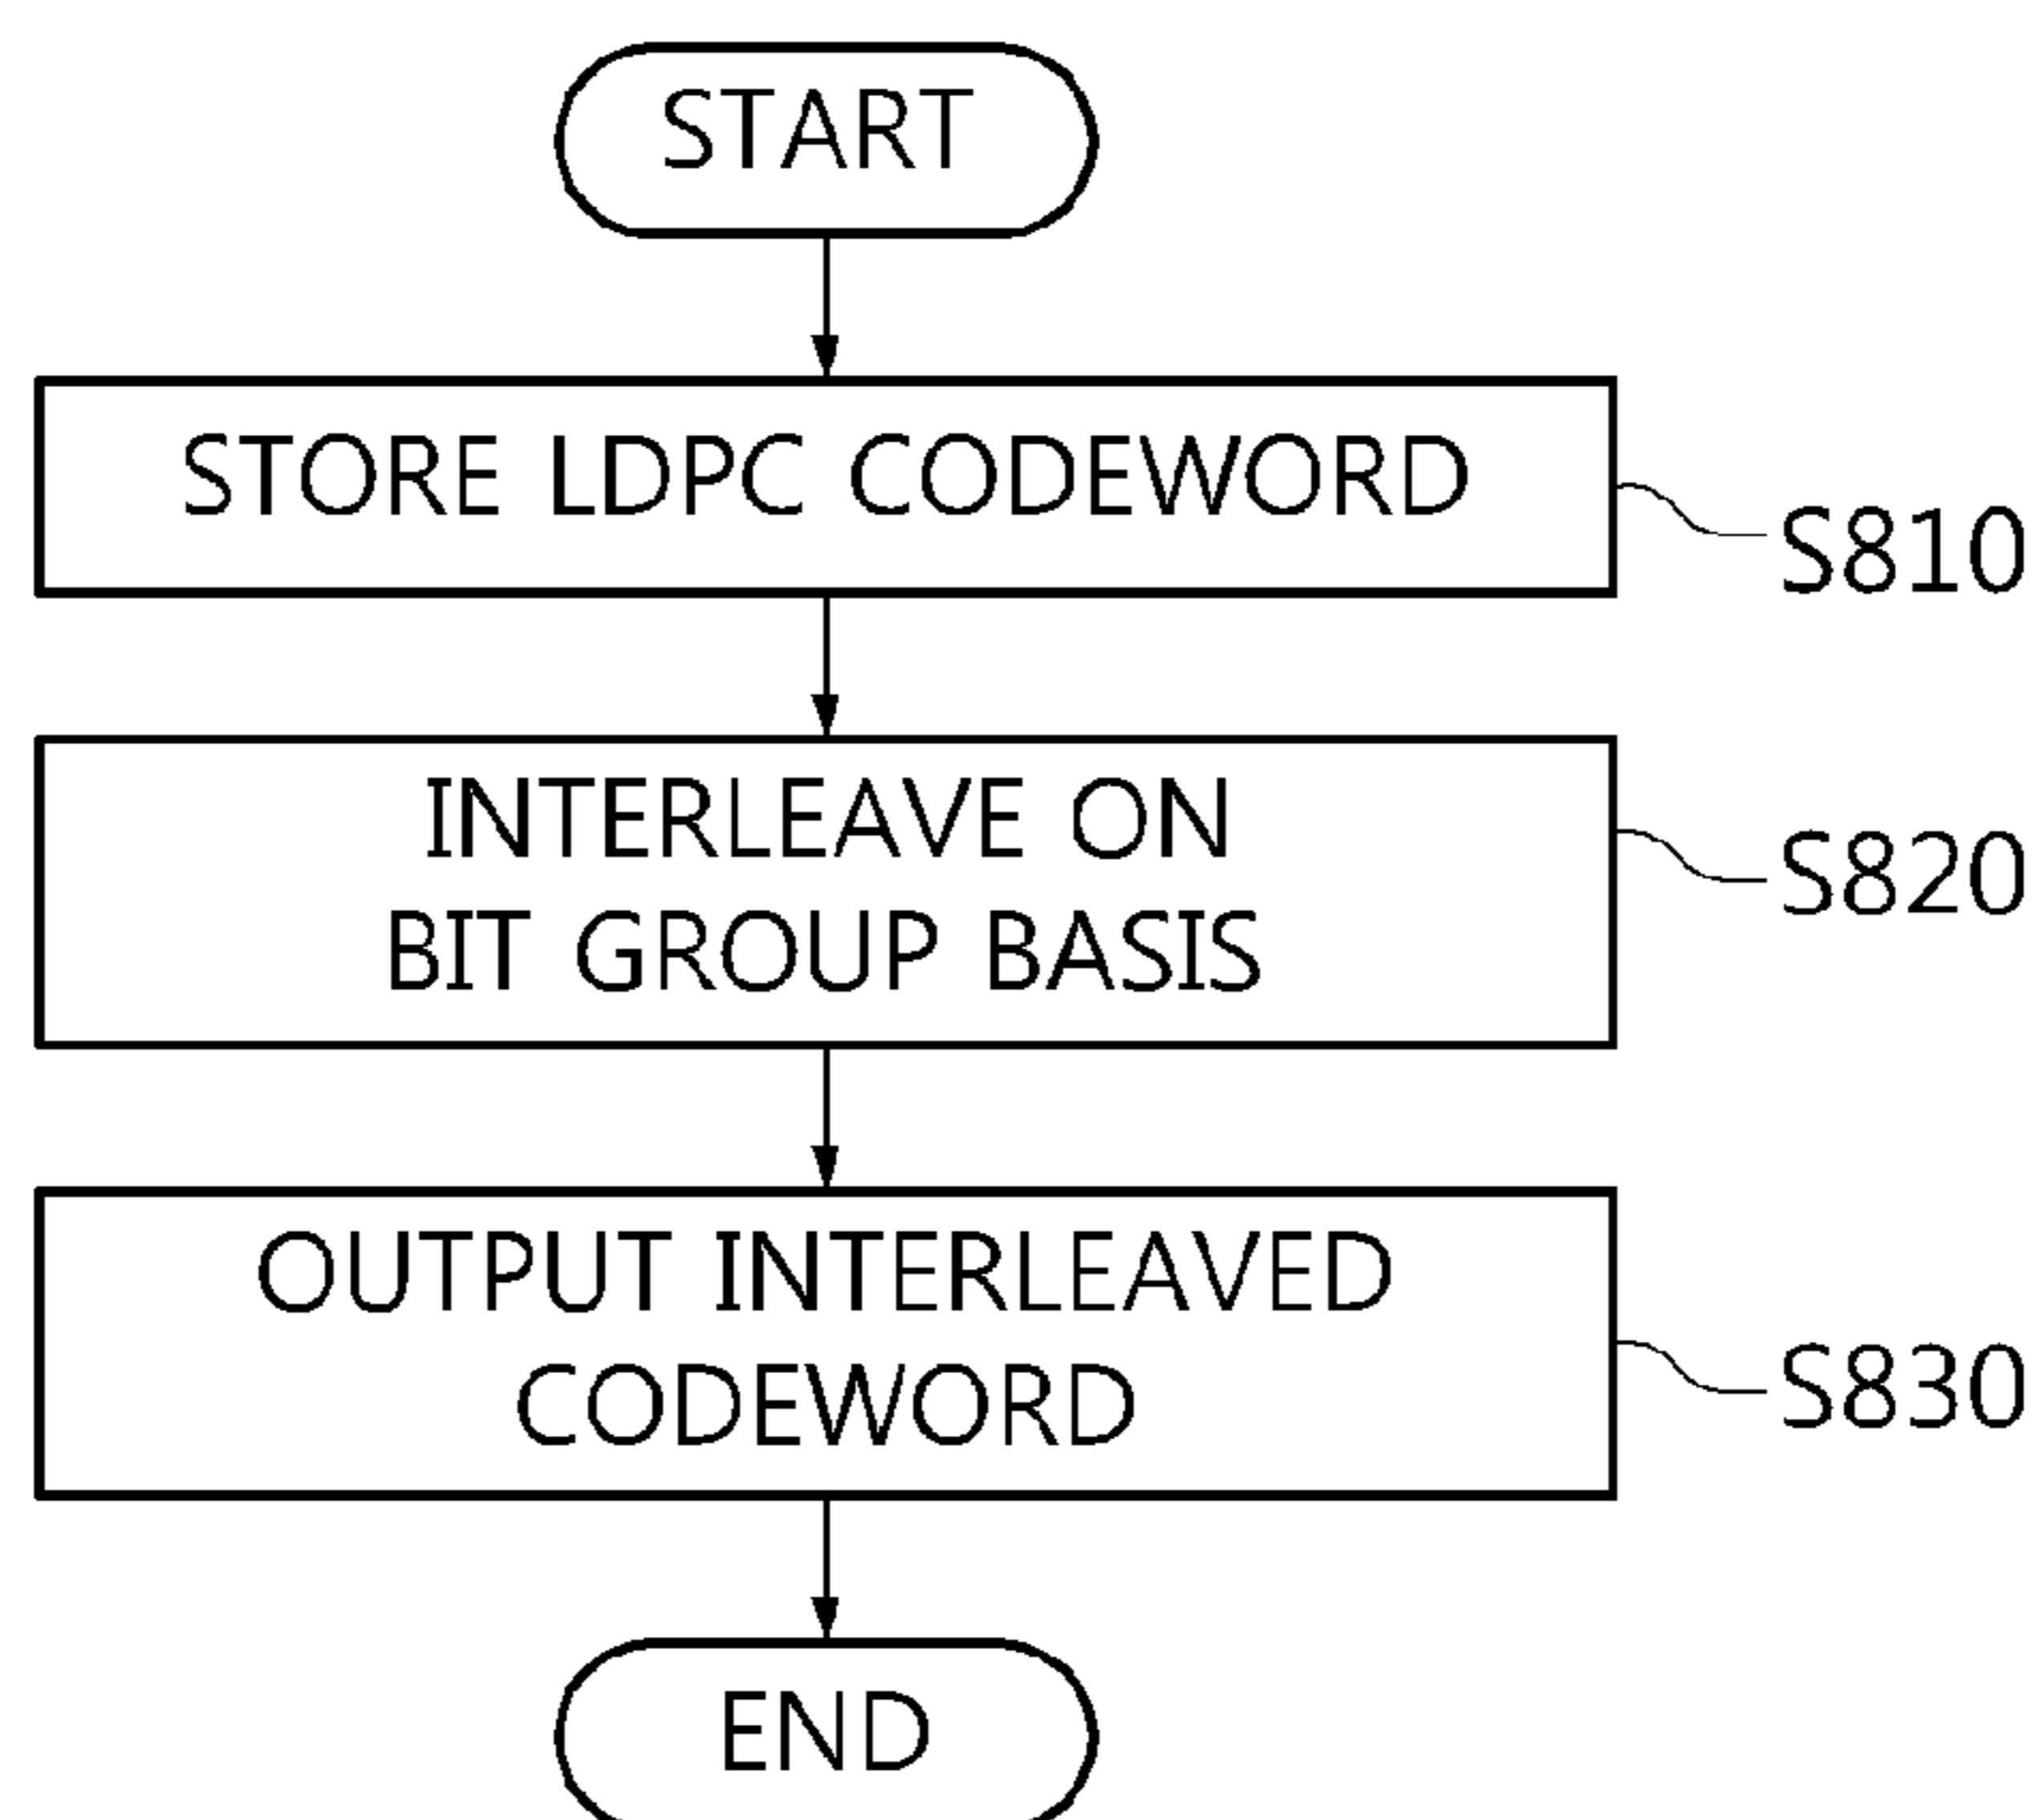 START
STORE LDPC CODEWORD
S810
INTERLEAVE ON
BIT GROUP BASIS
S820
OUTPUT INTERLEAVED
CODEWORD
S830
END